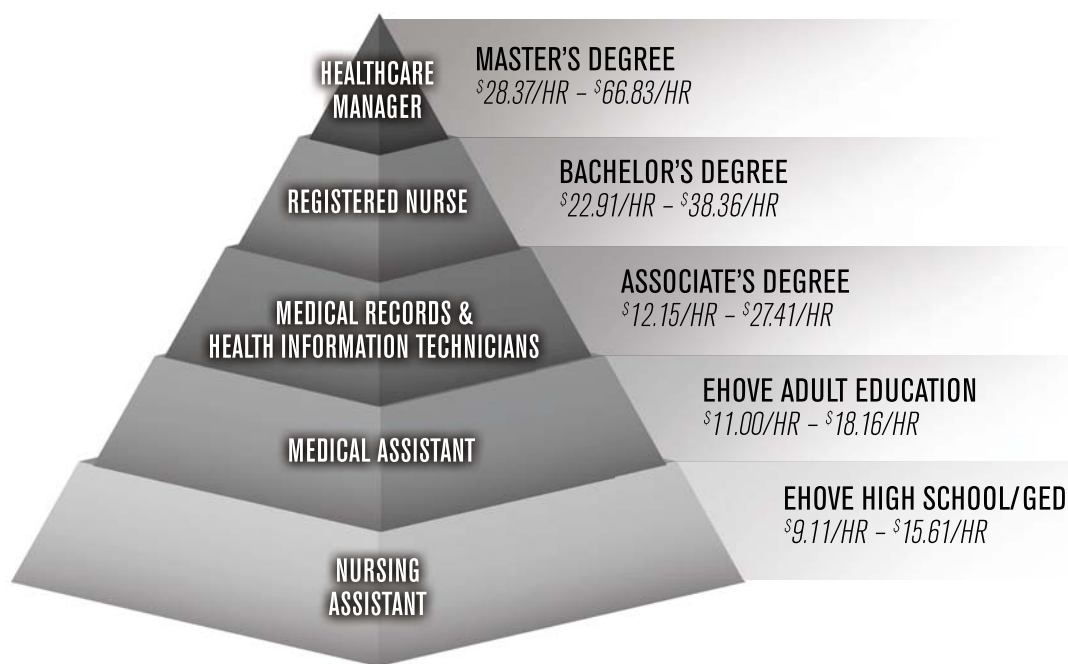 HEALTHCARE
MANAGER
MASTER'S DEGREE
$28.37/HR – $66.83/HR
REGISTERED NURSE
BACHELOR'S DEGREE
$22.91/HR – $38.36/HR
MEDICAL RECORDS &
HEALTH INFORMATION TECHNICIANS
ASSOCIATE'S DEGREE
$12.15/HR – $27.41/HR
MEDICAL ASSISTANT
EHOVE ADULT EDUCATION
$11.00/HR – $18.16/HR
NURSING
ASSISTANT
EHOVE HIGH SCHOOL/GED
$9.11/HR – $15.61/HR